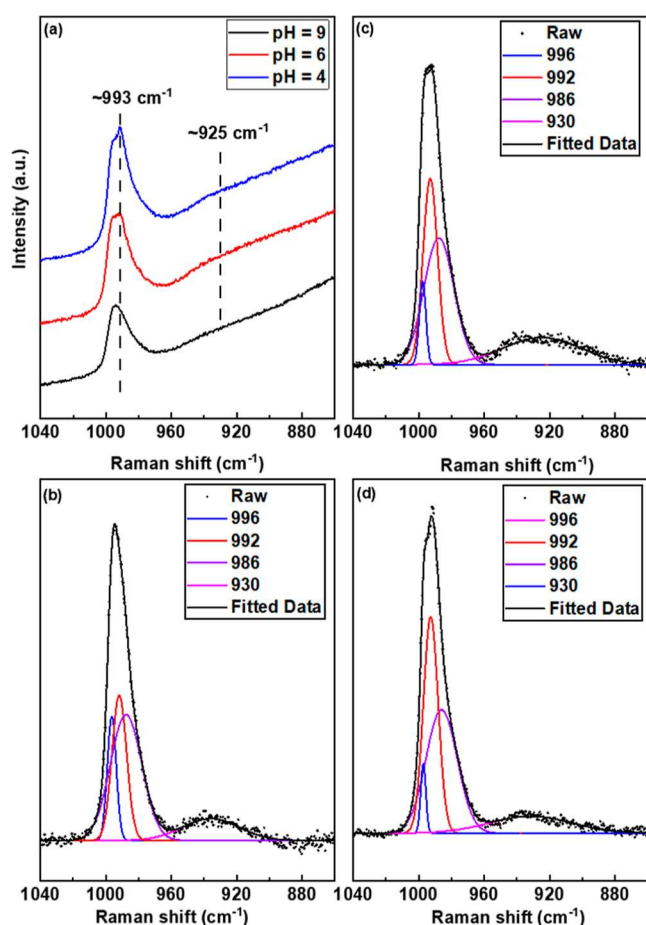 (a)
pH = 9
pH = 6
pH = 4
~993 cm⁻¹
~925 cm⁻¹
Intensity (a.u.)
1040 1000 960 920 880
Raman shift (cm⁻¹)
(c)
Raw
996
992
986
930
Fitted Data
1040 1000 960 920 880
Raman shift (cm⁻¹)
(b)
Raw
996
992
986
930
Fitted Data
1040 1000 960 920 880
Raman shift (cm⁻¹)
(d)
Raw
996
992
986
930
Fitted Data
1040 1000 960 920 880
Raman shift (cm⁻¹)